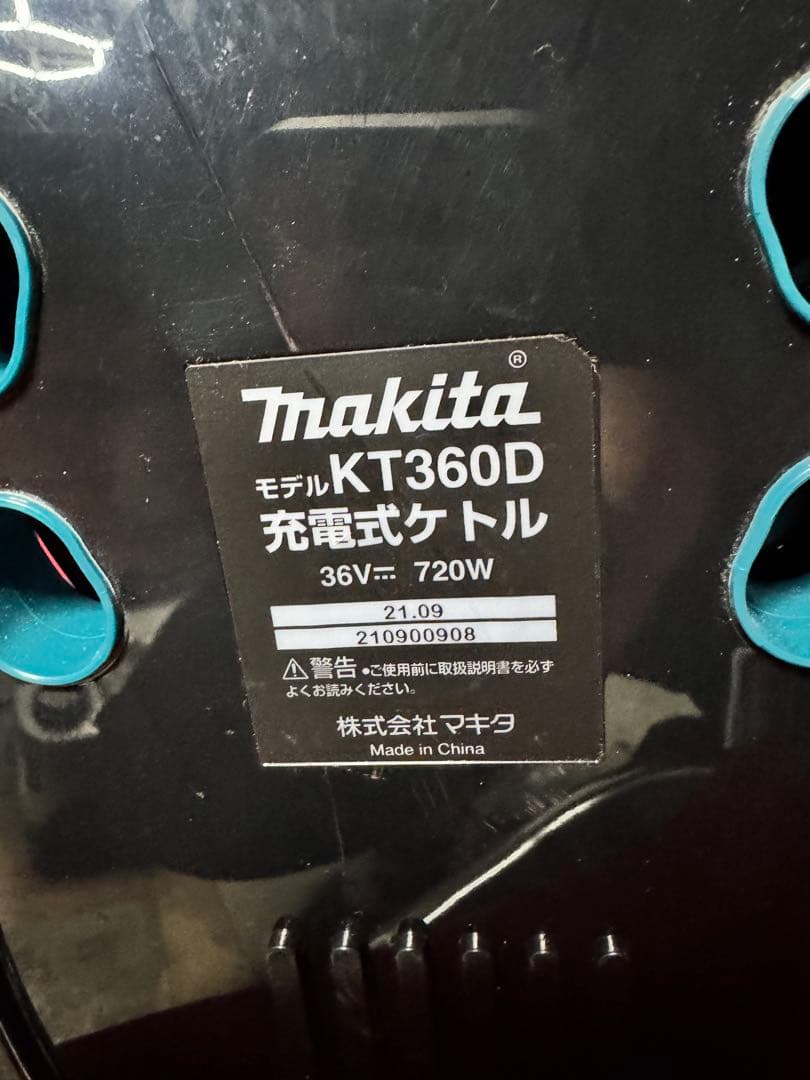 makita®
モデルKT360D
充電式ケトル
36V⎓ 720W
21.09
210900908
⚠警告 •ご使用前に取扱説明書を必ず
よくお読みください。
株式会社マキタ
Made in China